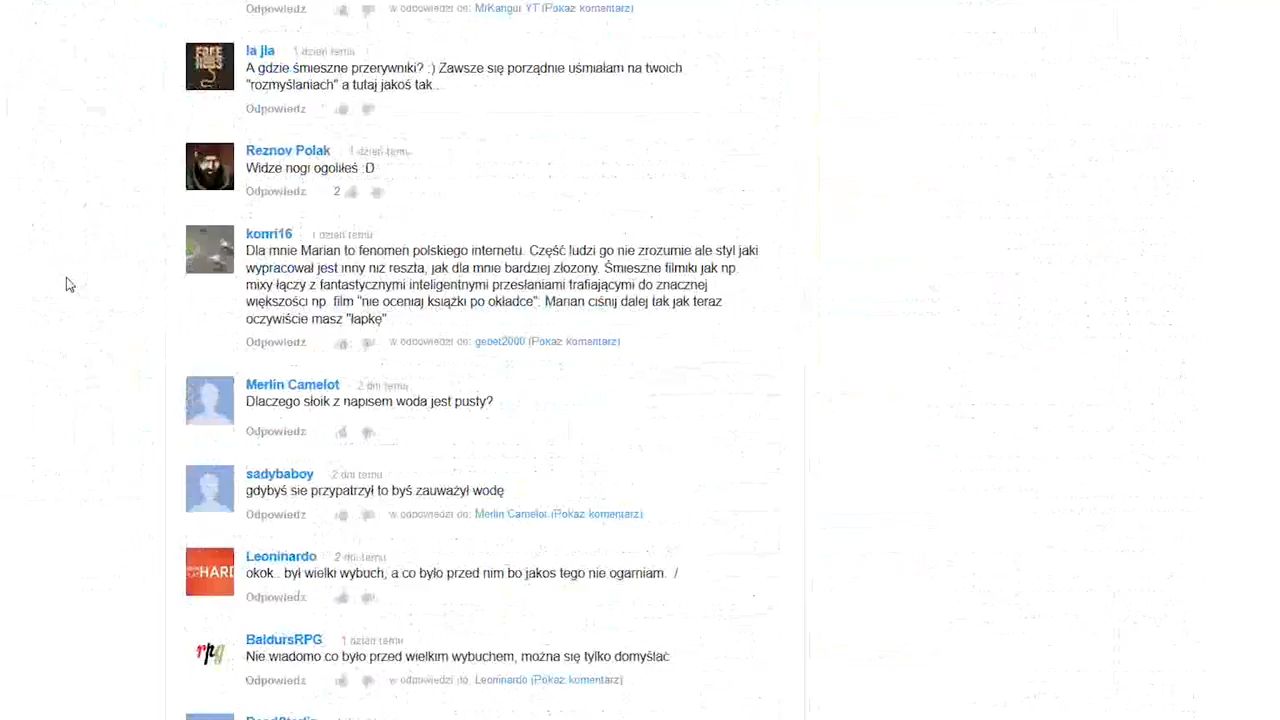 Odpowiedz w odpowiedzi do: MrKangur YT (Pokaż komentarz)
la jla 1 dzień temu
A gdzie śmieszne przerywniki? :) Zawsze się porządnie uśmiałam na twoich
"rozmyślaniach" a tutaj jakoś tak..
Odpowiedz
Reznov Polak 1 dzień temu
Widze nogi ogoliłeś :D
Odpowiedz 2
konri16 1 dzień temu
Dla mnie Marian to fenomen polskiego internetu. Część ludzi go nie zrozumie ale styl jaki
wypracował jest inny niż reszta, jak dla mnie bardziej złozony. Śmieszne filmiki jak np.
mixy łączy z fantastycznymi inteligentnymi przesłaniami trafiającymi do znacznej
większości np. film "nie oceniaj książki po okładce". Marian ciśnij dalej tak jak teraz
oczywiście masz "łapkę"
Odpowiedz w odpowiedzi do: gebet2000 (Pokaż komentarz)
Merlin Camelot 2 dni temu
Dlaczego słoik z napisem woda jest pusty?
Odpowiedz
sadybaboy 2 dni temu
gdybyś sie przypatrzył to byś zauważył wodę
Odpowiedz w odpowiedzi do: Merlin Camelot (Pokaż komentarz)
Leoninardo 2 dni temu
HARD okok.. był wielki wybuch, a co bylo przed nim bo jakos tego nie ogarniam. :/
Odpowiedz
BaldursRPG 1 dzień temu
rpg Nie wiadomo co było przed wielkim wybuchem, można się tylko domyślać
Odpowiedz w odpowiedzi do: Leoninardo (Pokaż komentarz)